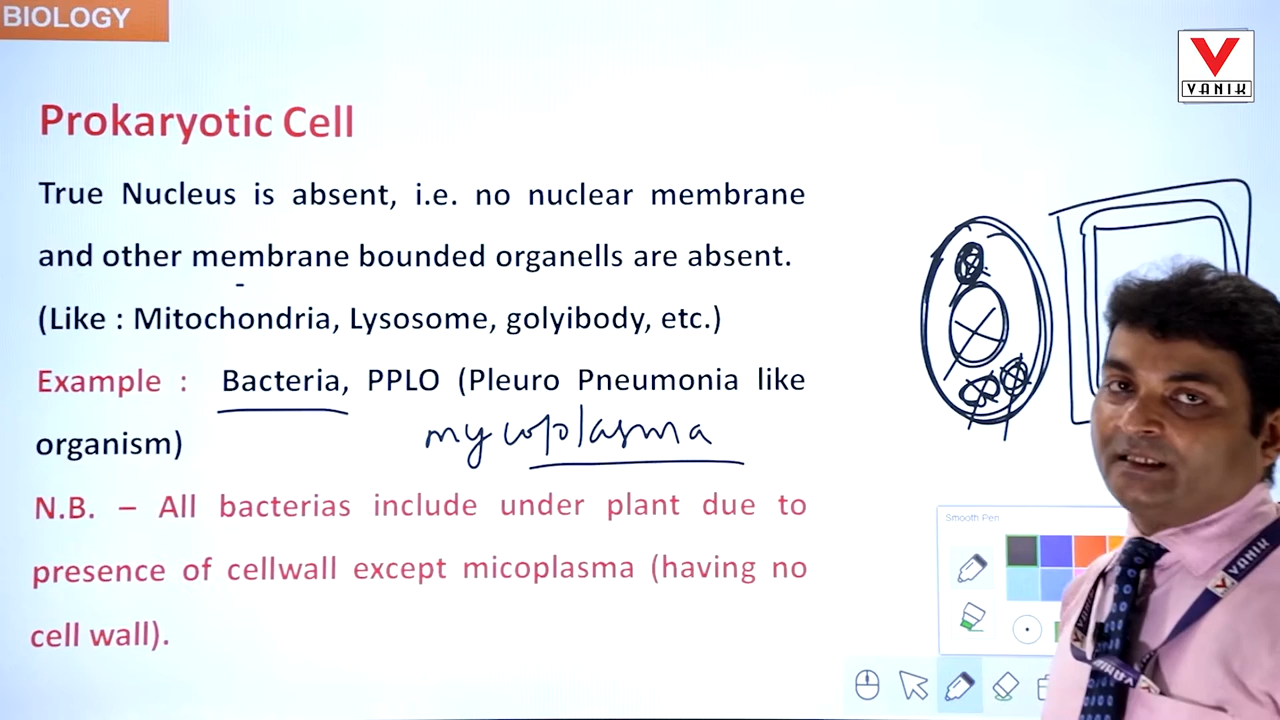 BIOLOGY
VANIK
Prokaryotic Cell
True Nucleus is absent, i.e. no nuclear membrane
and other membrane bounded organells are absent.
(Like : Mitochondria, Lysosome, golyibody, etc.)
Example : Bacteria, PPLO (Pleuro Pneumonia like
organism)
mycoplasma
N.B. – All bacterias include under plant due to
presence of cellwall except micoplasma (having no
cell wall).
Smooth Pen
VANIK